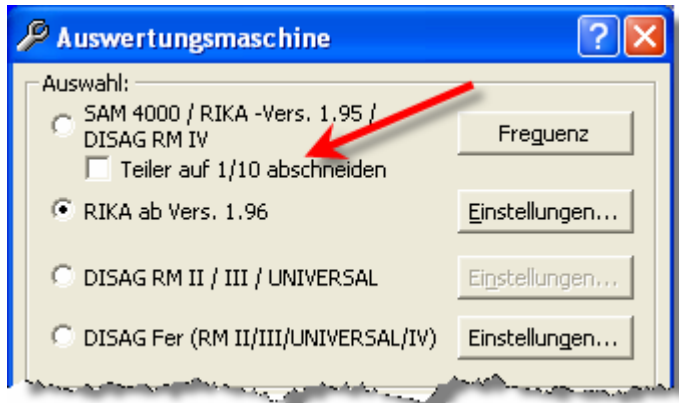 Auswertungsmaschine
Auswahl:
SAM 4000 / RIKA -Vers. 1.95 /
DISAG RM IV
Frequenz
Teiler auf 1/10 abschneiden
RIKA ab Vers. 1.96
Einstellungen...
DISAG RM II / III / UNIVERSAL
Einstellungen...
DISAG Fer (RM II/III/UNIVERSAL/IV)
Einstellungen...